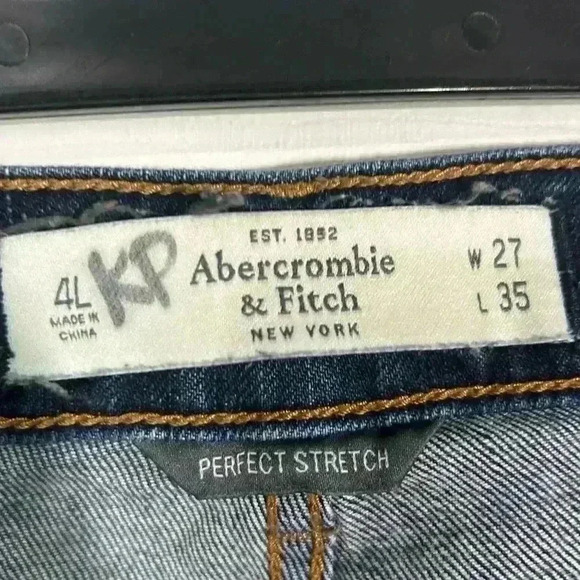 EST. 1892
4L KP Abercrombie W 27
MADE IN & Fitch L 35
CHINA NEW YORK
PERFECT STRETCH